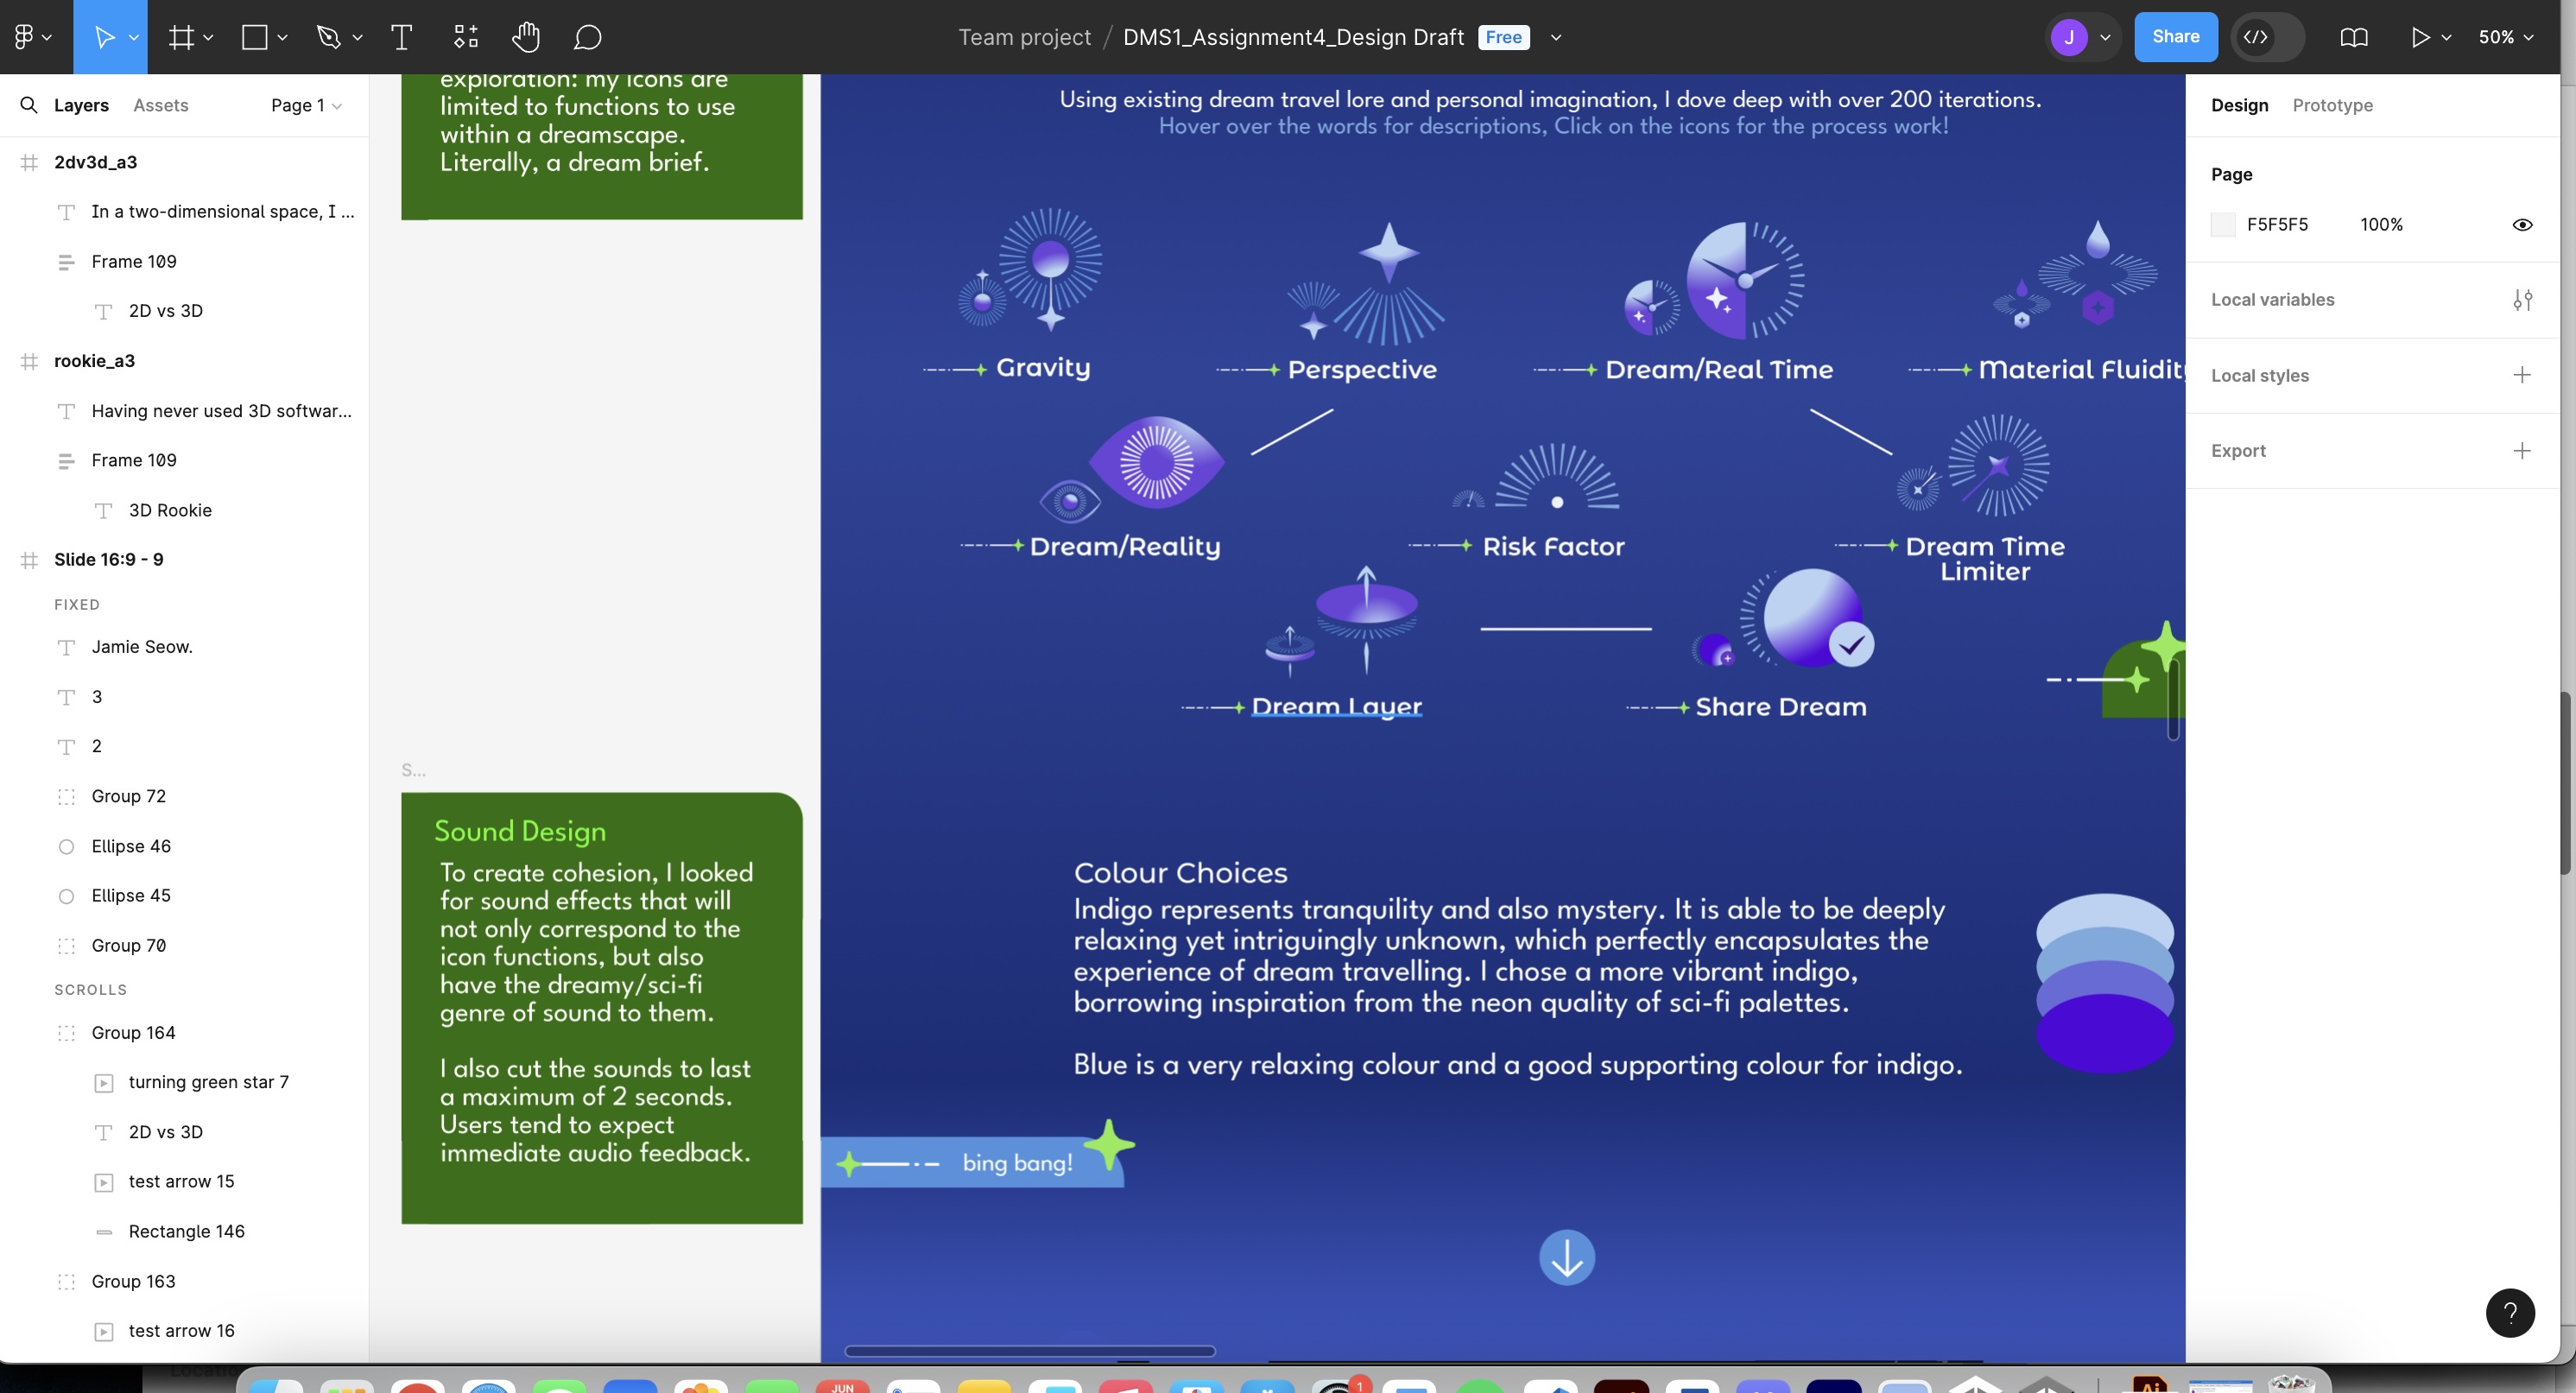 Team project / DMS1_Assignment4_Design Draft Free
J
Share
50%
Layers
Assets
Page 1
2dv3d_a3
In a two-dimensional space, I ...
Frame 109
2D vs 3D
rookie_a3
Having never used 3D softwar...
Frame 109
3D Rookie
Slide 16:9 - 9
FIXED
Jamie Seow.
3
2
Group 72
Ellipse 46
Ellipse 45
Group 70
SCROLLS
Group 164
turning green star 7
2D vs 3D
test arrow 15
Rectangle 146
Group 163
test arrow 16
exploration: my icons are
limited to functions to use
within a dreamscape.
Literally, a dream brief.
S...
Sound Design
To create cohesion, I looked
for sound effects that will
not only correspond to the
icon functions, but also
have the dreamy/sci-fi
genre of sound to them.
I also cut the sounds to last
a maximum of 2 seconds.
Users tend to expect
immediate audio feedback.
Using existing dream travel lore and personal imagination, I dove deep with over 200 iterations.
Hover over the words for descriptions, Click on the icons for the process work!
Gravity
Perspective
Dream/Real Time
Material Fluidity
Dream/Reality
Risk Factor
Dream Time
Limiter
Dream Layer
Share Dream
Colour Choices
Indigo represents tranquility and also mystery. It is able to be deeply
relaxing yet intriguingly unknown, which perfectly encapsulates the
experience of dream travelling. I chose a more vibrant indigo,
borrowing inspiration from the neon quality of sci-fi palettes.
Blue is a very relaxing colour and a good supporting colour for indigo.
bing bang!
Design
Prototype
Page
F5F5F5
100%
Local variables
Local styles
Export
?
JUN
1
Ai